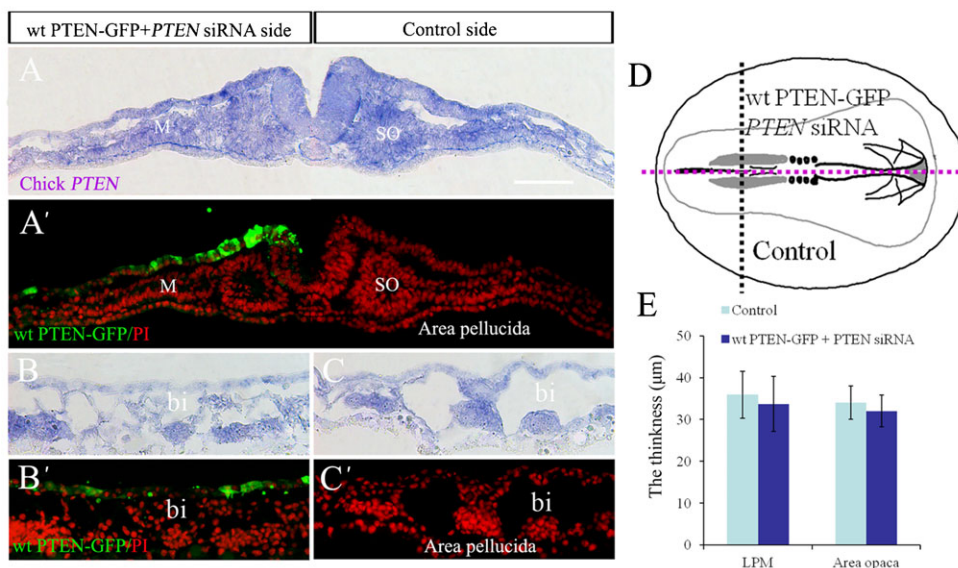 wt PTEN-GFP+PTEN siRNA side
Control side
A
M
SO
Chick PTEN
A'
M
SO
wt PTEN-GFP/PI
Area pellucida
B
bi
C
bi
B'
bi
wt PTEN-GFP/PI
C'
bi
Area pellucida
D
wt PTEN-GFP
PTEN siRNA
Control
E
Control
wt PTEN-GFP + PTEN siRNA
The thinkness (μm)
50
40
30
20
10
0
LPM
Area opaca